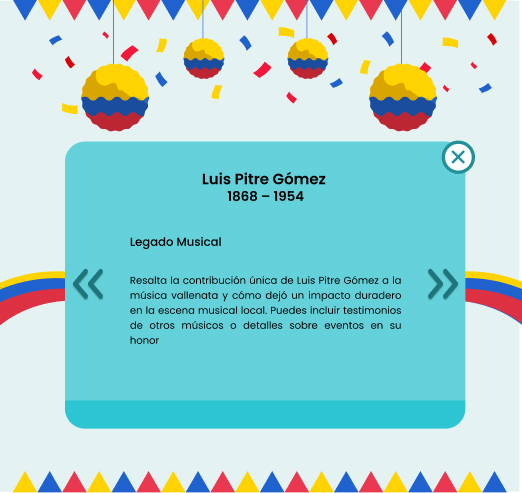 Luis Pitre Gómez
1868 – 1954
Legado Musical
Resalta la contribución única de Luis Pitre Gómez a la
música vallenata y cómo dejó un impacto duradero
en la escena musical local. Puedes incluir testimonios
de otros músicos o detalles sobre eventos en su
honor